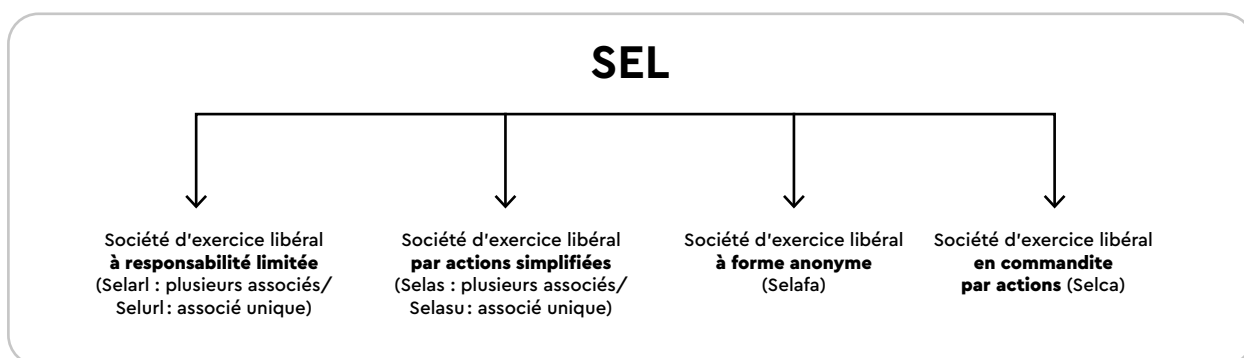 SEL
Société d'exercice libéral
à responsabilité limitée
(Selarl : plusieurs associés/
Selurl : associé unique)
Société d'exercice libéral
par actions simplifiées
(Selas : plusieurs associés/
Selasu : associé unique)
Société d'exercice libéral
à forme anonyme
(Selafa)
Société d'exercice libéral
en commandite
par actions (Selca)